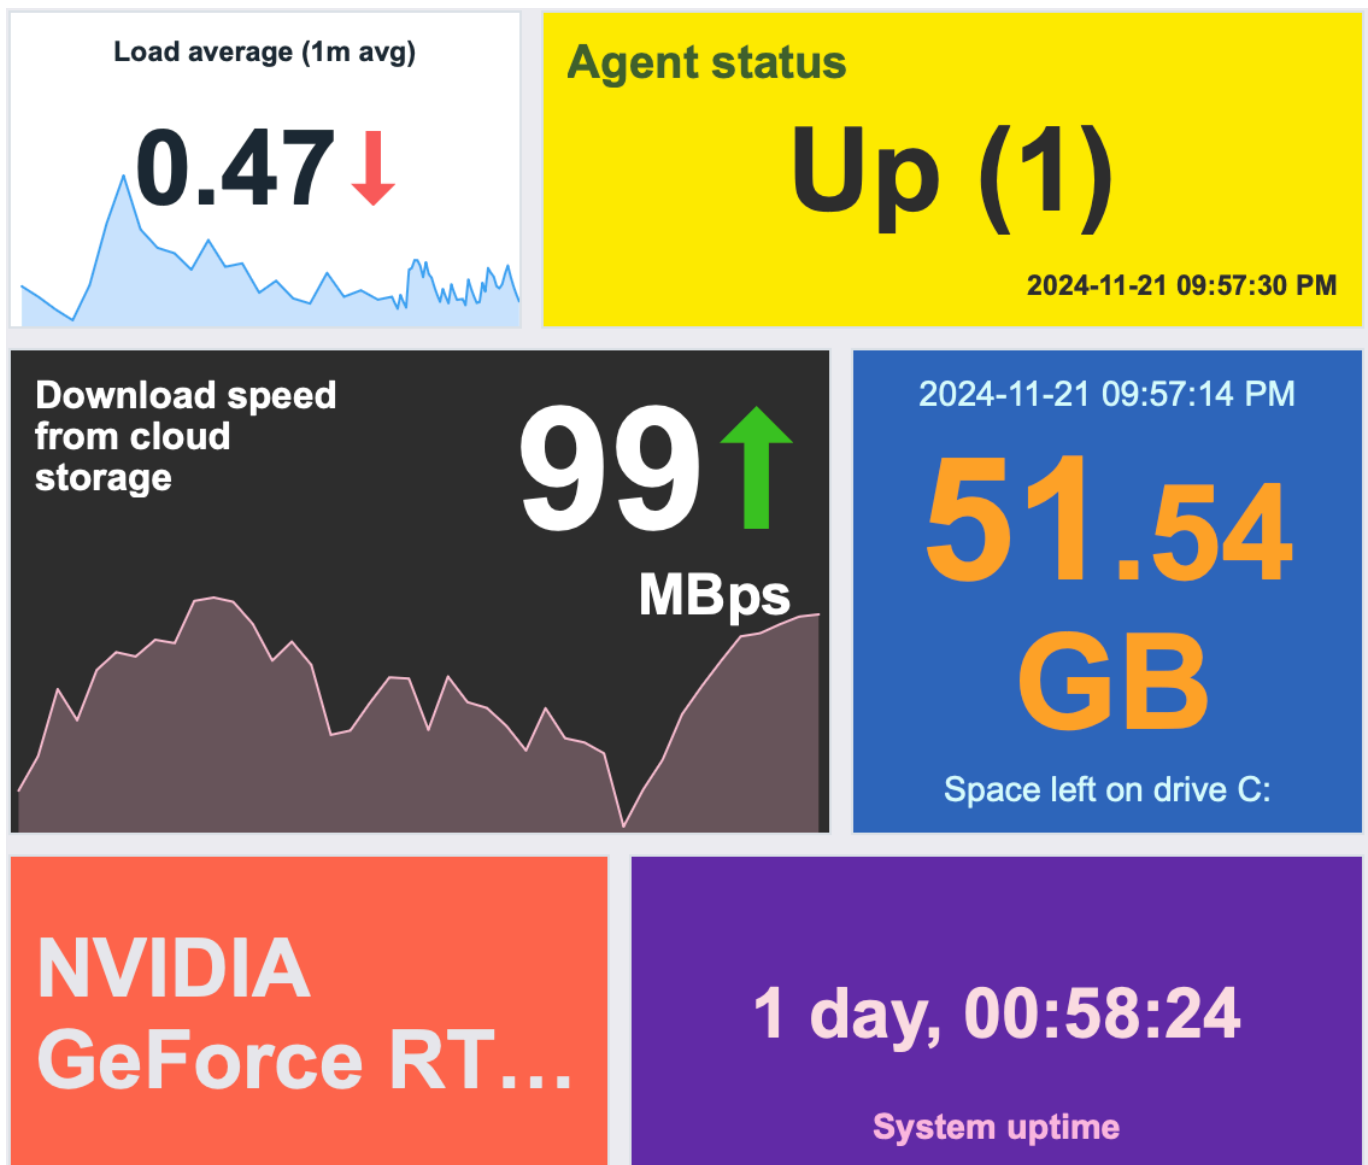 Load average (1m avg)
0.47
Agent status
Up (1)
2024-11-21 09:57:30 PM
Download speed
from cloud
storage
99
MBps
2024-11-21 09:57:14 PM
51.54
GB
Space left on drive C:
NVIDIA
GeForce RT...
1 day, 00:58:24
System uptime